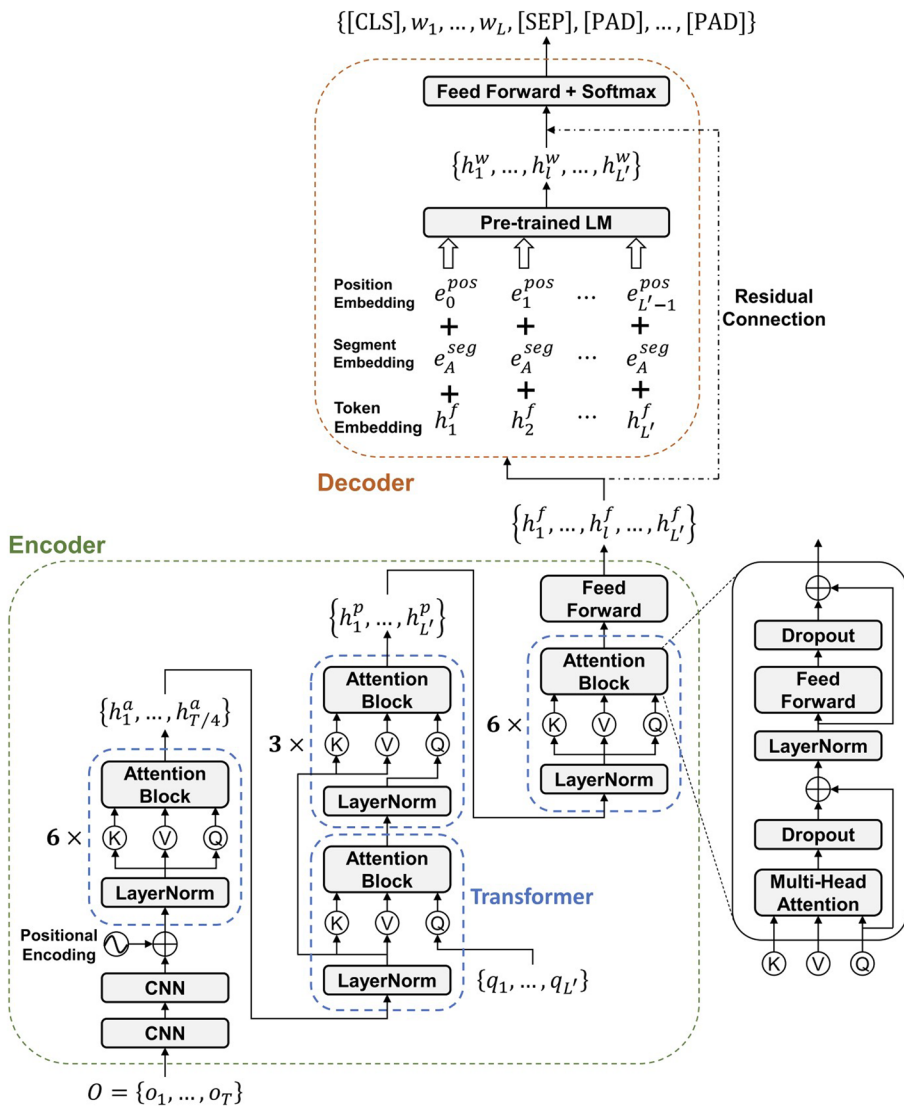 {[CLS], w_1, …, w_L, [SEP], [PAD], …, [PAD]}
Feed Forward + Softmax
{h_1^w, …, h_l^w, …, h_{L′}^w}
Pre-trained LM
Position Embedding e_0^{pos} e_1^{pos} … e_{L′−1}^{pos}
+ + +
Segment Embedding e_A^{seg} e_A^{seg} … e_A^{seg}
+ + +
Token Embedding h_1^f h_2^f … h_{L′}^f
Residual
Connection
Decoder
{h_1^f, …, h_l^f, …, h_{L′}^f}
Encoder
Feed
Forward
Attention
Block
6 ×
K V Q
LayerNorm
{h_1^p, …, h_{L′}^p}
Attention
Block
3 ×
K V Q
LayerNorm
Attention
Block
Transformer
K V Q
LayerNorm
{q_1, …, q_{L′}}
{h_1^a, …, h_{T/4}^a}
Attention
Block
6 ×
K V Q
LayerNorm
Positional
Encoding
CNN
CNN
O = {o_1, …, o_T}
Dropout
Feed
Forward
LayerNorm
Dropout
Multi-Head
Attention
K V Q